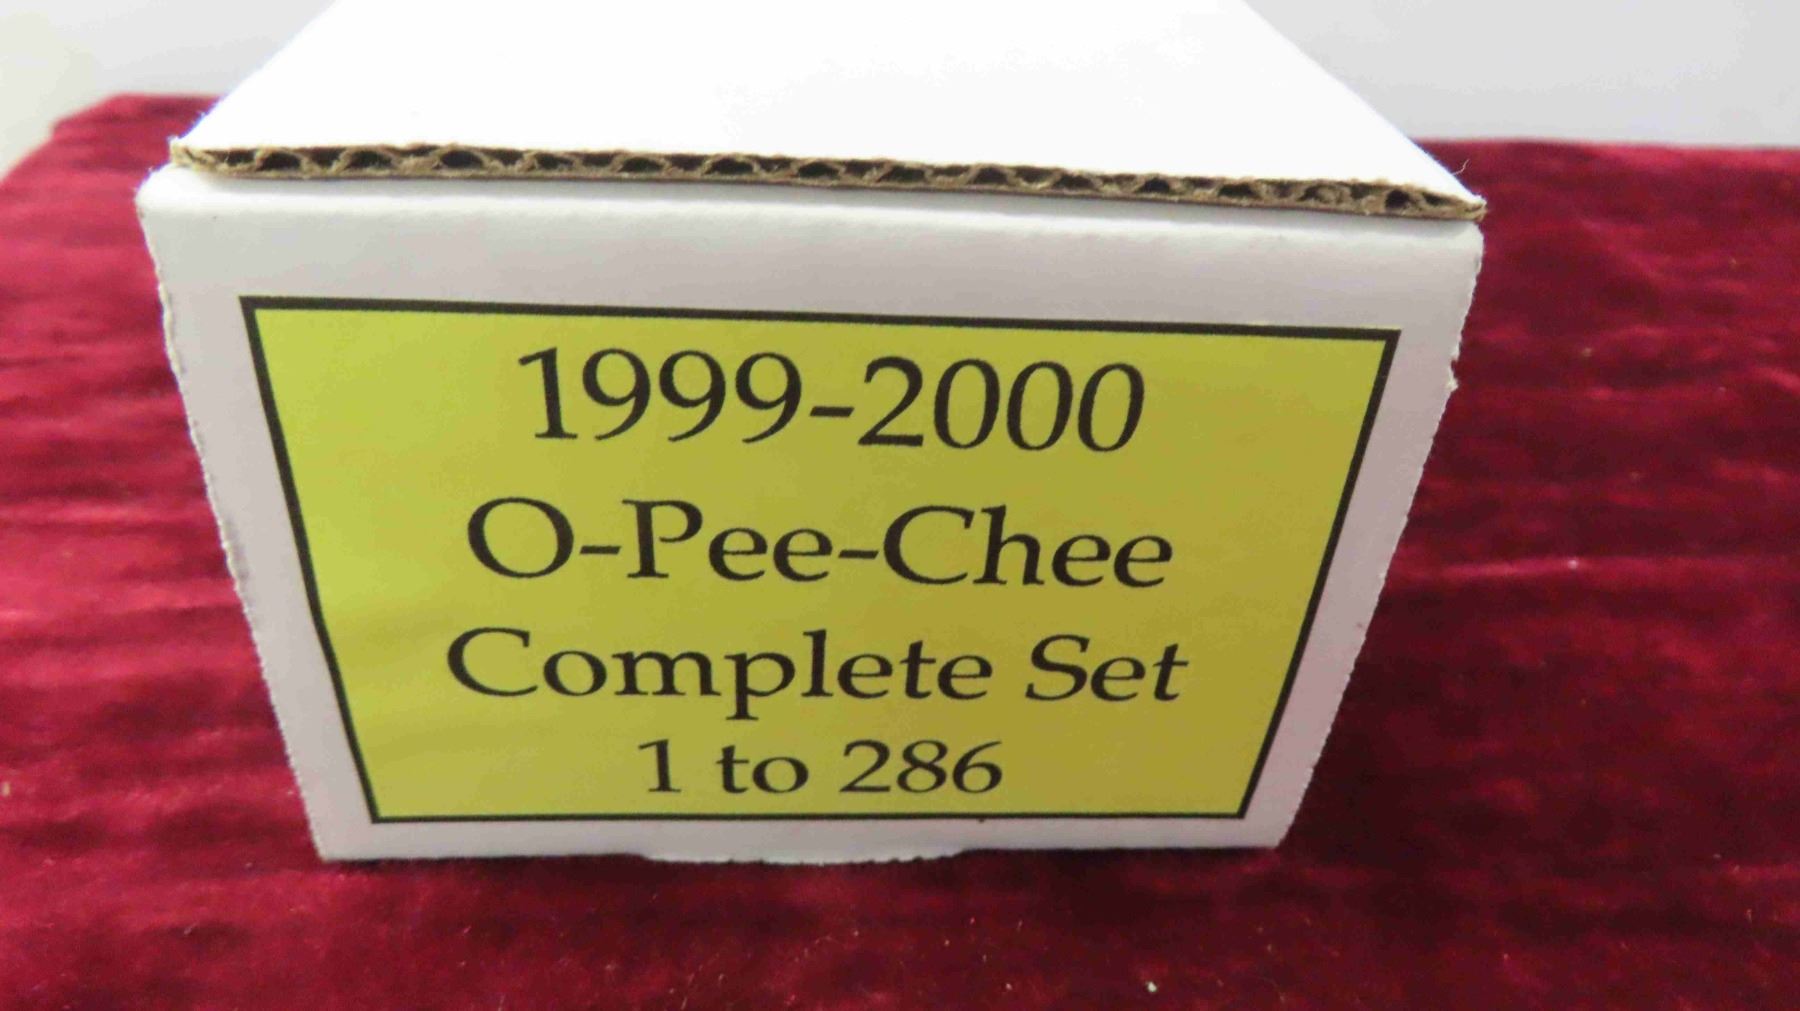 1999-2000
O-Pee-Chee
Complete Set
1 to 286